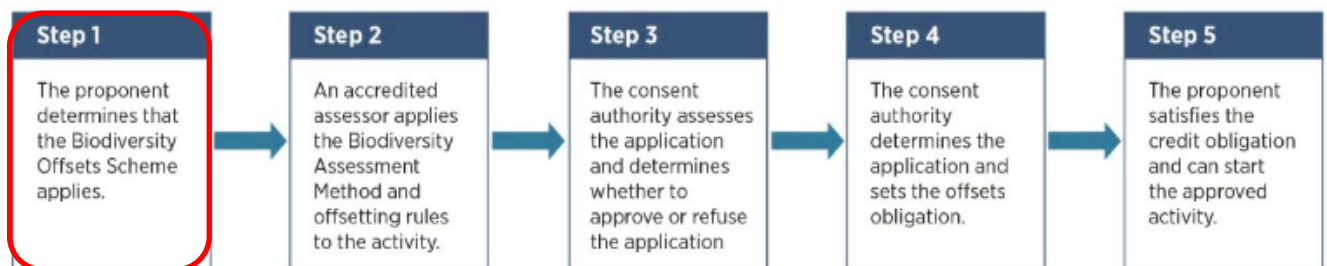 Step 1
The proponent
determines that
the Biodiversity
Offsets Scheme
applies.
Step 2
An accredited
assessor applies
the Biodiversity
Assessment
Method and
offsetting rules
to the activity.
Step 3
The consent
authority assesses
the application
and determines
whether to
approve or refuse
the application
Step 4
The consent
authority
determines the
application and
sets the offsets
obligation.
Step 5
The proponent
satisfies the
credit obligation
and can start
the approved
activity.